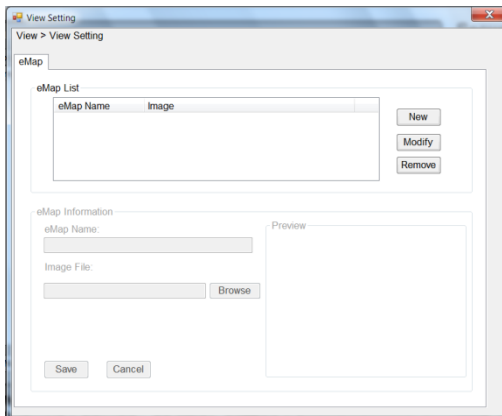 View Setting
View > View Setting
eMap
eMap List
eMap Name Image
New
Modify
Remove
eMap Information
eMap Name:
Preview
Image File:
Browse
Save Cancel